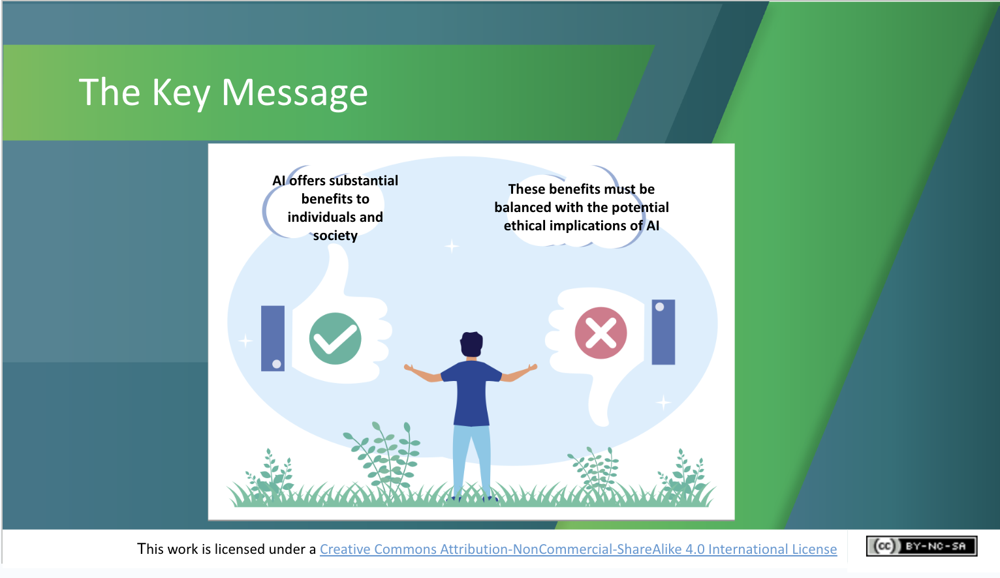 The Key Message
AI offers substantial
benefits to
individuals and
society
These benefits must be
balanced with the potential
ethical implications of AI
This work is licensed under a Creative Commons Attribution-NonCommercial-ShareAlike 4.0 International License
cc BY-NC-SA